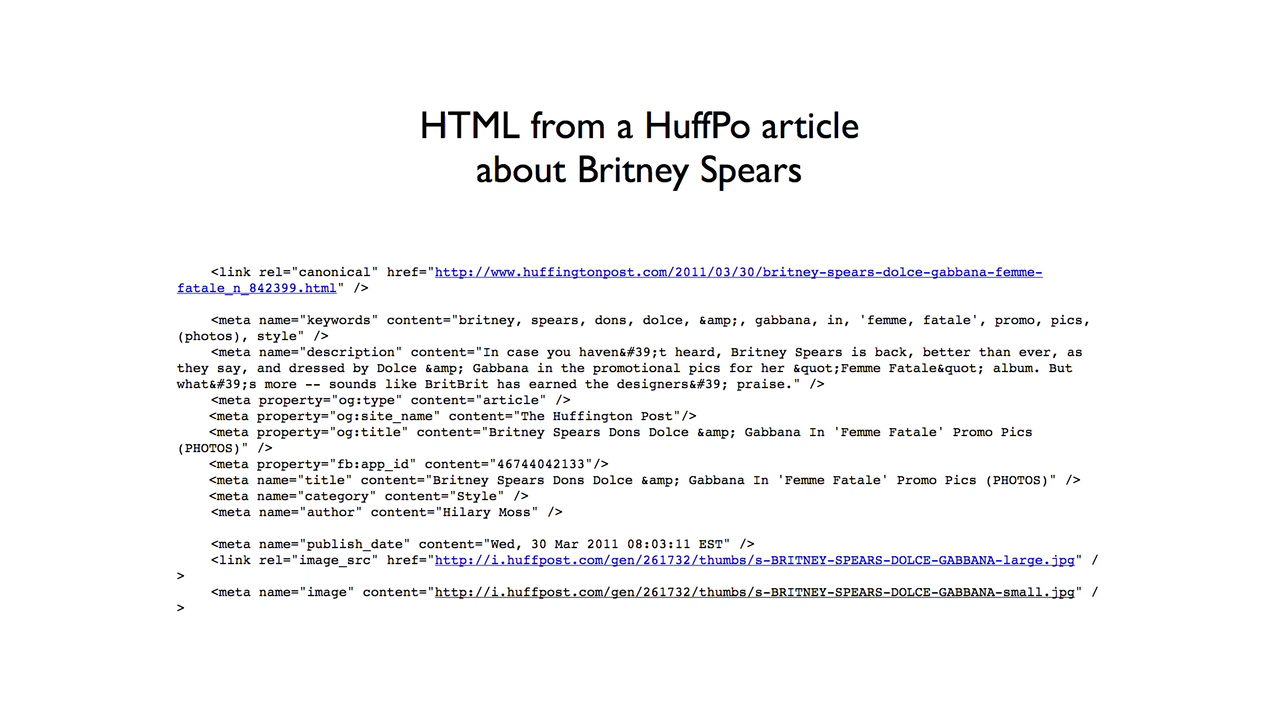 HTML from a HuffPo article
about Britney Spears
<link rel="canonical" href="http://www.huffingtonpost.com/2011/03/30/britney-spears-dolce-gabbana-femme-
fatale_n_842399.html" />
<meta name="keywords" content="britney, spears, dons, dolce, &amp;, gabbana, in, 'femme, fatale', promo, pics,
(photos), style" />
<meta name="description" content="In case you haven&#39;t heard, Britney Spears is back, better than ever, as
they say, and dressed by Dolce &amp; Gabbana in the promotional pics for her &quot;Femme Fatale&quot; album. But
what&#39;s more -- sounds like BritBrit has earned the designers&#39; praise." />
<meta property="og:type" content="article" />
<meta property="og:site_name" content="The Huffington Post"/>
<meta property="og:title" content="Britney Spears Dons Dolce &amp; Gabbana In 'Femme Fatale' Promo Pics
(PHOTOS)" />
<meta property="fb:app_id" content="46744042133"/>
<meta name="title" content="Britney Spears Dons Dolce &amp; Gabbana In 'Femme Fatale' Promo Pics (PHOTOS)" />
<meta name="category" content="Style" />
<meta name="author" content="Hilary Moss" />
<meta name="publish_date" content="Wed, 30 Mar 2011 08:03:11 EST" />
<link rel="image_src" href="http://i.huffpost.com/gen/261732/thumbs/s-BRITNEY-SPEARS-DOLCE-GABBANA-large.jpg" /
>
<meta name="image" content="http://i.huffpost.com/gen/261732/thumbs/s-BRITNEY-SPEARS-DOLCE-GABBANA-small.jpg" /
>